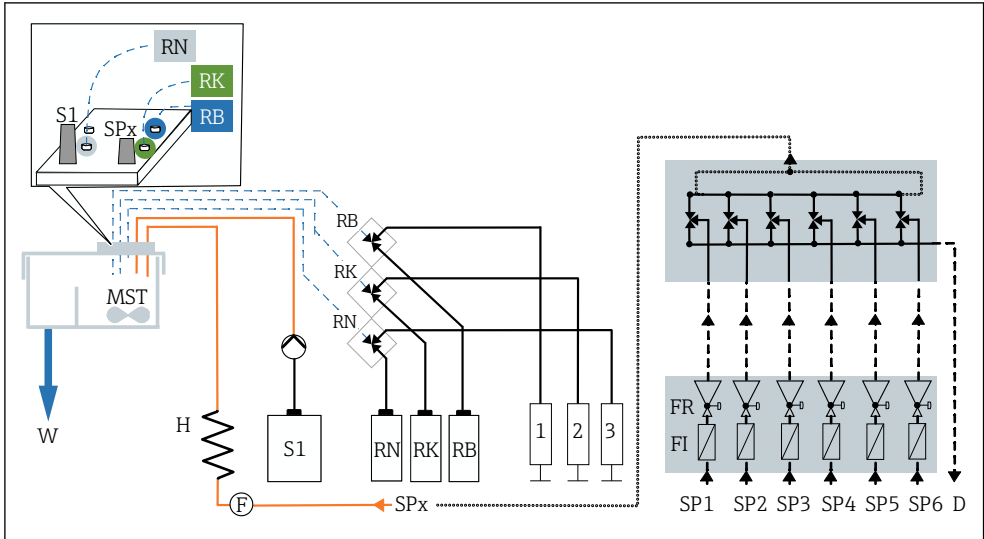 RN
RK
S1
SPx
RB
RB
RK
MST
RN
FR
W
H
S1
RN
RK
RB
1
2
3
FI
F
SPx
SP1
SP2
SP3
SP4
SP5
SP6
D